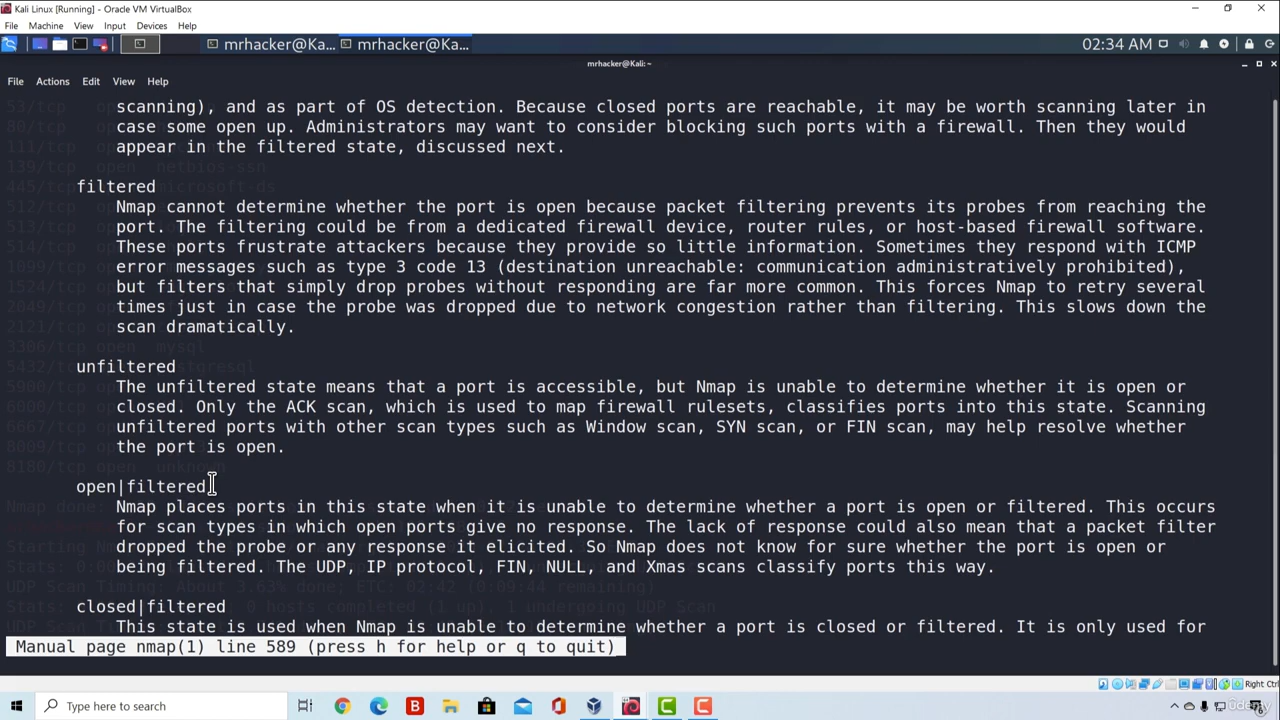 Kali Linux [Running] - Oracle VM VirtualBox
File Machine View Input Devices Help
mrhacker@Ka... mrhacker@Ka... 02:34 AM
mrhacker@Kali: ~
File Actions Edit View Help
scanning), and as part of OS detection. Because closed ports are reachable, it may be worth scanning later in
case some open up. Administrators may want to consider blocking such ports with a firewall. Then they would
appear in the filtered state, discussed next.
filtered
Nmap cannot determine whether the port is open because packet filtering prevents its probes from reaching the
port. The filtering could be from a dedicated firewall device, router rules, or host-based firewall software.
These ports frustrate attackers because they provide so little information. Sometimes they respond with ICMP
error messages such as type 3 code 13 (destination unreachable: communication administratively prohibited),
but filters that simply drop probes without responding are far more common. This forces Nmap to retry several
times just in case the probe was dropped due to network congestion rather than filtering. This slows down the
scan dramatically.
unfiltered
The unfiltered state means that a port is accessible, but Nmap is unable to determine whether it is open or
closed. Only the ACK scan, which is used to map firewall rulesets, classifies ports into this state. Scanning
unfiltered ports with other scan types such as Window scan, SYN scan, or FIN scan, may help resolve whether
the port is open.
open|filtered
Nmap places ports in this state when it is unable to determine whether a port is open or filtered. This occurs
for scan types in which open ports give no response. The lack of response could also mean that a packet filter
dropped the probe or any response it elicited. So Nmap does not know for sure whether the port is open or
being filtered. The UDP, IP protocol, FIN, NULL, and Xmas scans classify ports this way.
closed|filtered
This state is used when Nmap is unable to determine whether a port is closed or filtered. It is only used for
Manual page nmap(1) line 589 (press h for help or q to quit)
Right Ctrl
Type here to search
Udemy